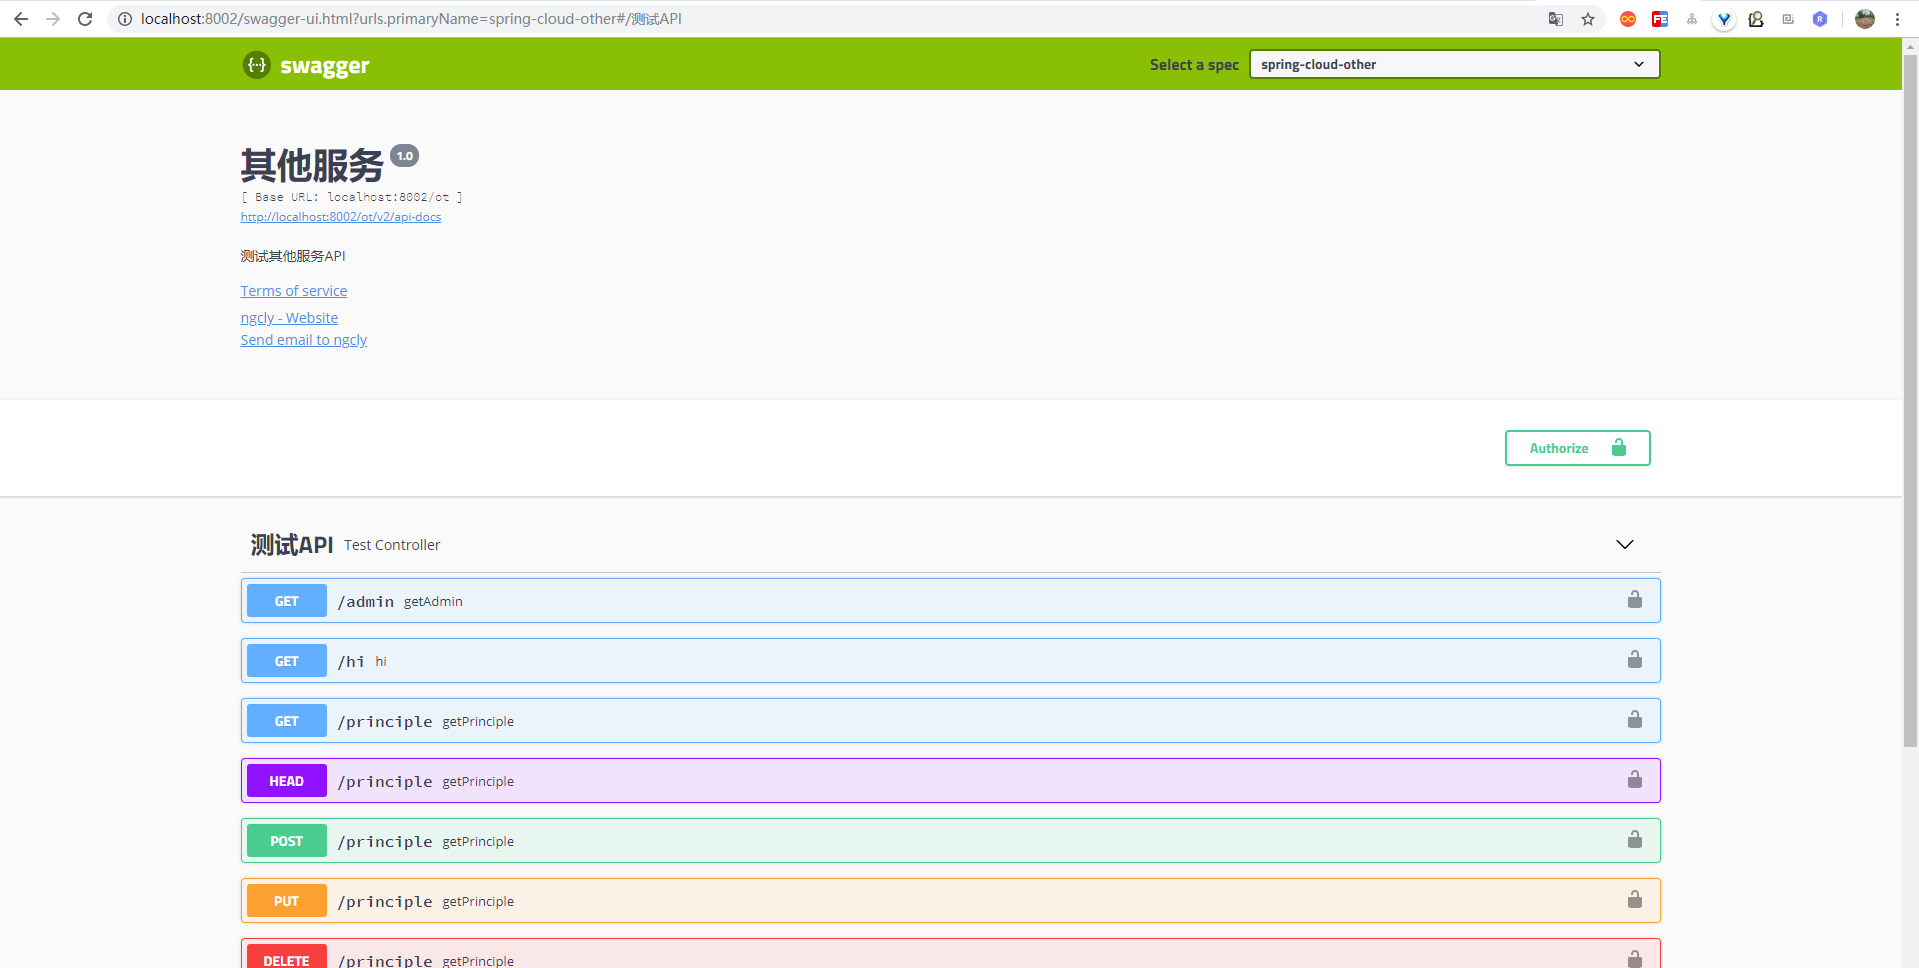 localhost:8002/swagger-ui.html?urls.primaryName=spring-cloud-other#/测试API
swagger
Select a spec
spring-cloud-other
其他服务 1.0
[ Base URL: localhost:8002/ot ]
http://localhost:8002/ot/v2/api-docs
测试其他服务API
Terms of service
ngcly - Website
Send email to ngcly
Authorize
测试API Test Controller
GET /admin getAdmin
GET /hi hi
GET /principle getPrinciple
HEAD /principle getPrinciple
POST /principle getPrinciple
PUT /principle getPrinciple
DELETE /principle getPrinciple